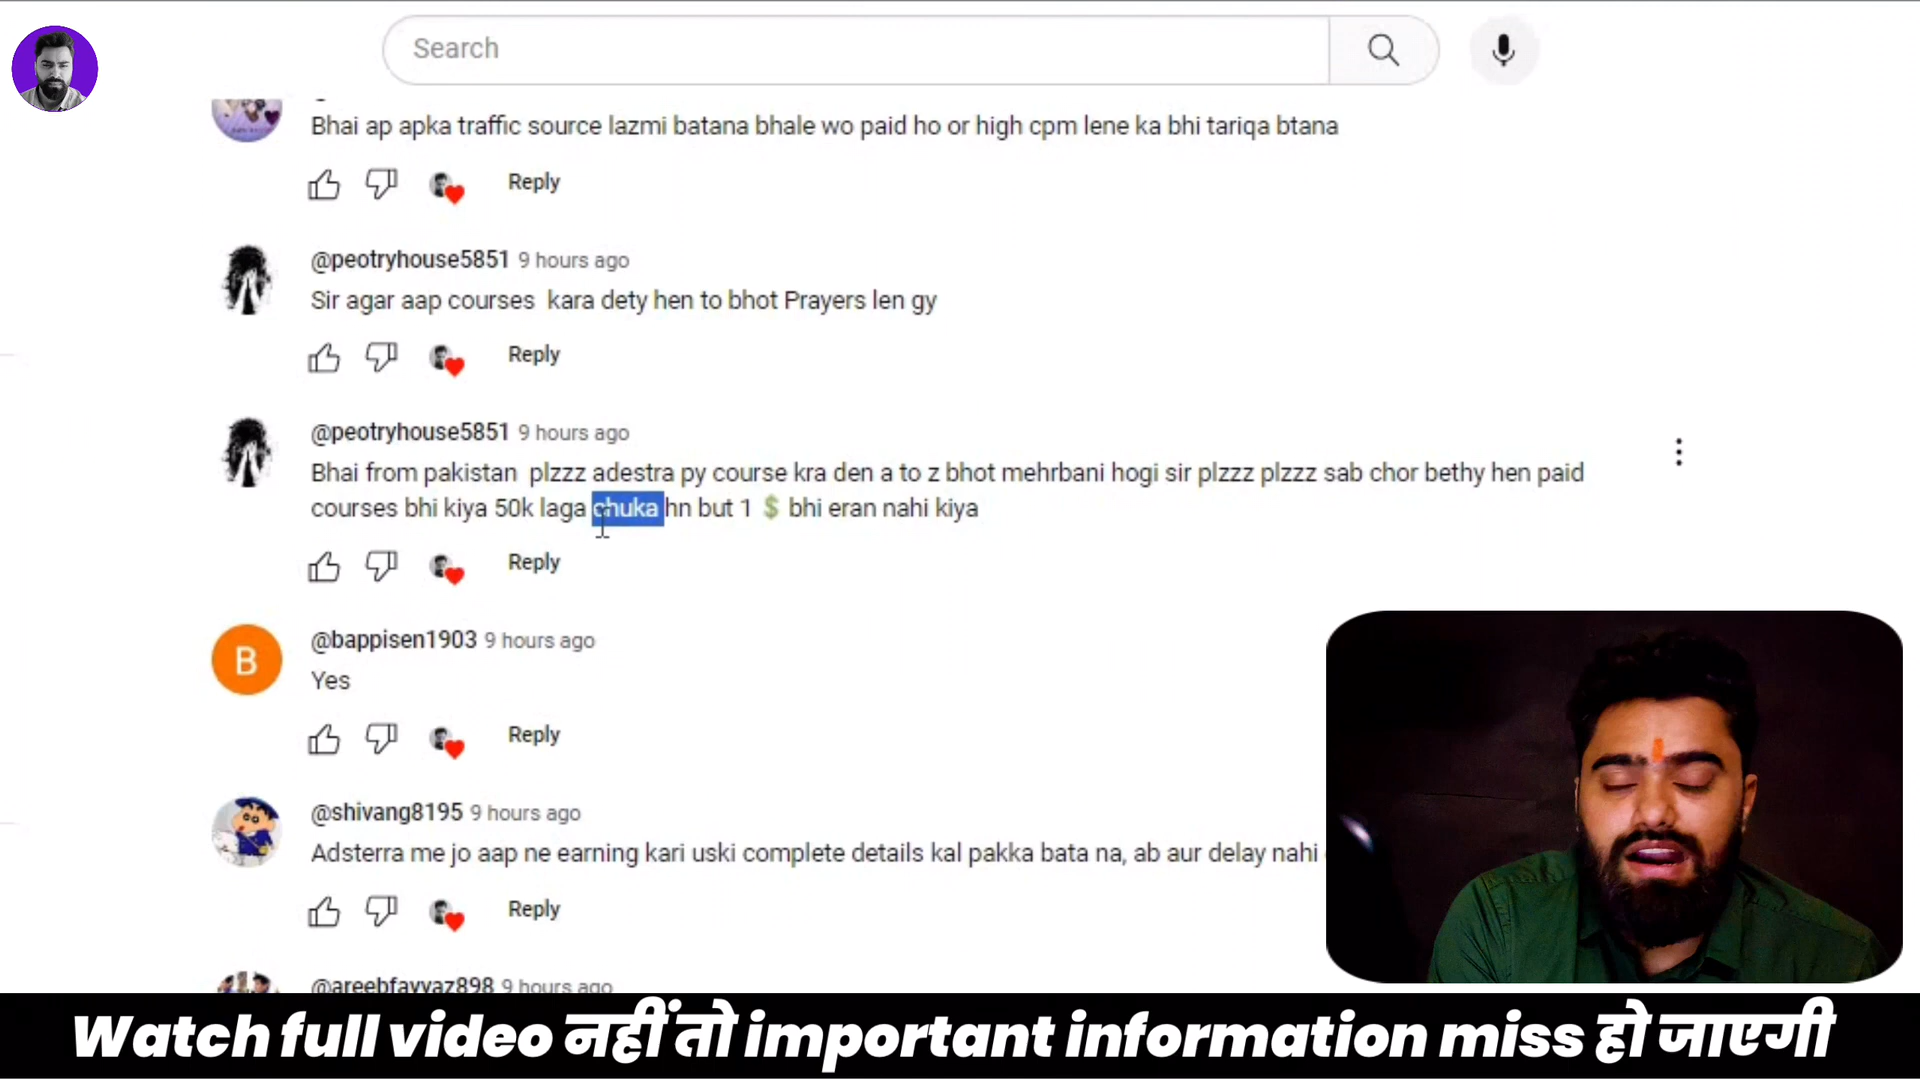 Search
Bhai ap apka traffic source lazmi batana bhale wo paid ho or high cpm lene ka bhi tariqa btana
Reply
@peotryhouse5851 9 hours ago
Sir agar aap courses kara dety hen to bhot Prayers len gy
Reply
@peotryhouse5851 9 hours ago
Bhai from pakistan plzzz adestra py course kra den a to z bhot mehrbani hogi sir plzzz plzzz sab chor bethy hen paid
courses bhi kiya 50k laga chuka hn but 1 💲 bhi eran nahi kiya
Reply
B
@bappisen1903 9 hours ago
Yes
Reply
@shivang8195 9 hours ago
Adsterra me jo aap ne earning kari uski complete details kal pakka bata na, ab aur delay nahi
Reply
@areebfayyaz898 9 hours ago
Watch full video नहीं तो important information miss हो जाएगी